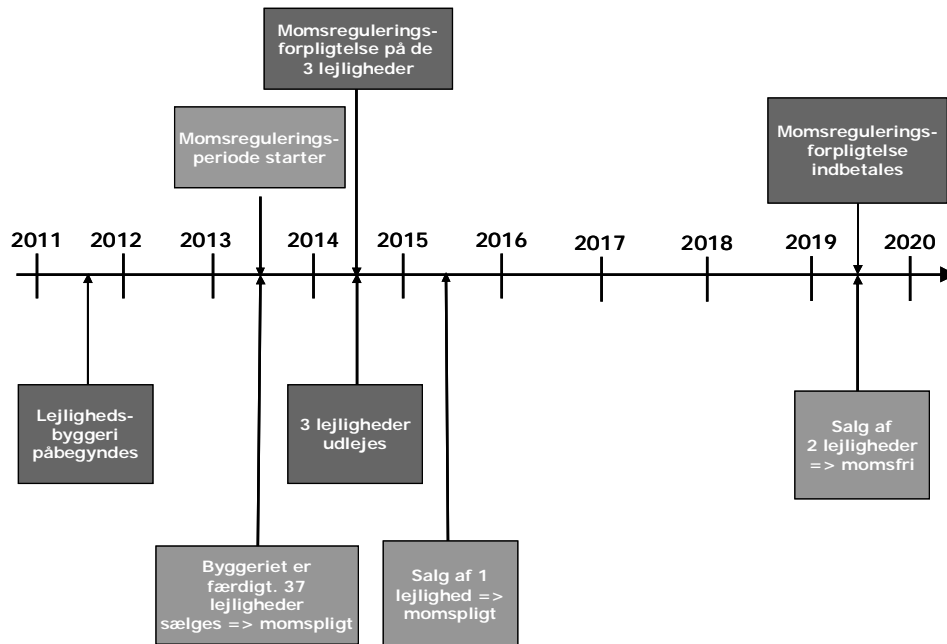 Momsregulerings-
forpligtelse på de
3 lejligheder
Momsregulerings-
periode starter
Momsregulerings-
forpligtelse
indbetales
2011 2012 2013 2014 2015 2016 2017 2018 2019 2020
Lejligheds-
byggeri
påbegyndes
3 lejligheder
udlejes
Salg af
2 lejligheder
=> momsfri
Byggeriet er
færdigt. 37
lejligheder
sælges => momspligt
Salg af 1
lejlighed =>
momspligt